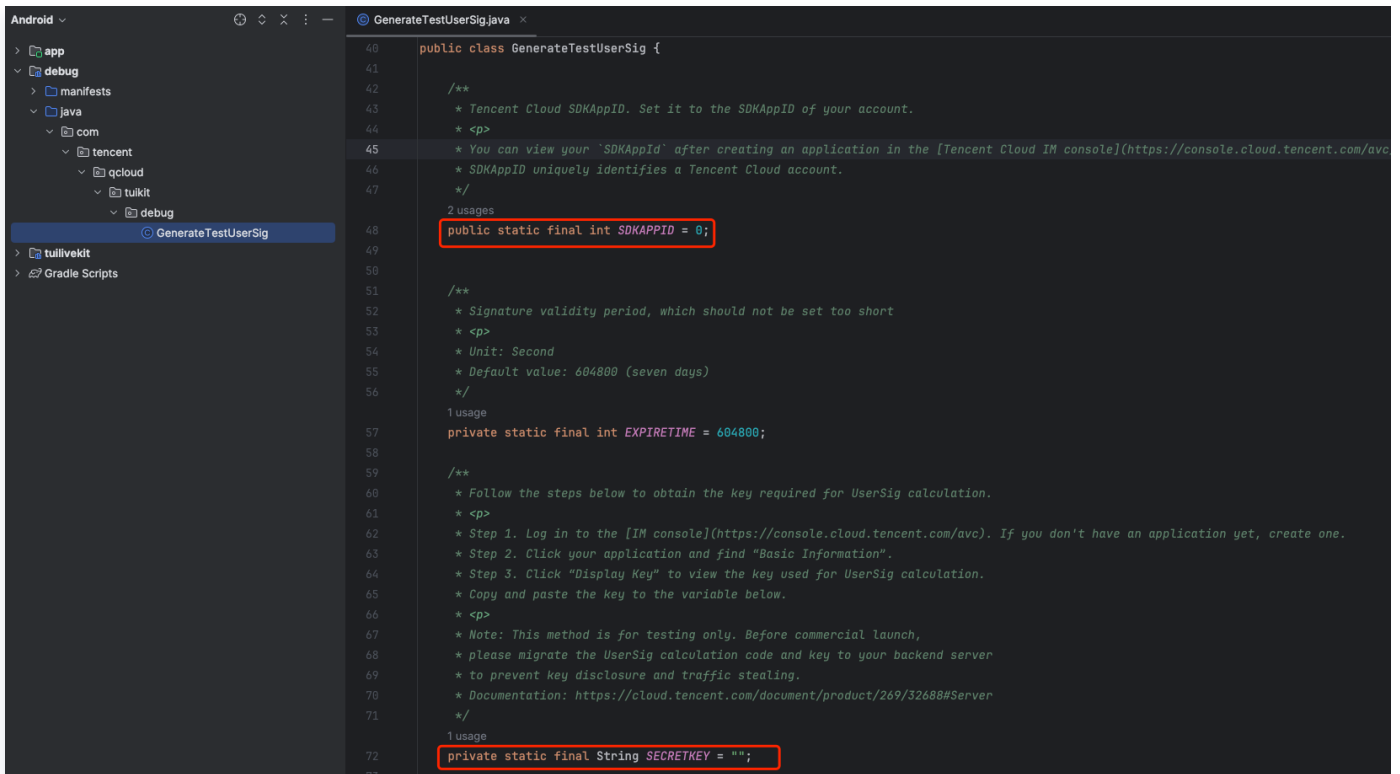 Android
GenerateTestUserSig.java
app
debug
manifests
java
com
tencent
qcloud
tuikit
debug
GenerateTestUserSig
tuilivekit
Gradle Scripts
40 public class GenerateTestUserSig {
41
42 /**
43 * Tencent Cloud SDKAppID. Set it to the SDKAppID of your account.
44 * <p>
45 * You can view your `SDKAppId` after creating an application in the [Tencent Cloud IM console](https://console.cloud.tencent.com/avc
46 * SDKAppID uniquely identifies a Tencent Cloud account.
47 */
2 usages
48 public static final int SDKAPPID = 0;
49
50
51 /**
52 * Signature validity period, which should not be set too short
53 * <p>
54 * Unit: Second
55 * Default value: 604800 (seven days)
56 */
1 usage
57 private static final int EXPIRETIME = 604800;
58
59 /**
60 * Follow the steps below to obtain the key required for UserSig calculation.
61 * <p>
62 * Step 1. Log in to the [IM console](https://console.cloud.tencent.com/avc). If you don't have an application yet, create one.
63 * Step 2. Click your application and find "Basic Information".
64 * Step 3. Click “Display Key” to view the key used for UserSig calculation.
65 * Copy and paste the key to the variable below.
66 * <p>
67 * Note: This method is for testing only. Before commercial launch,
68 * please migrate the UserSig calculation code and key to your backend server
69 * to prevent key disclosure and traffic stealing.
70 * Documentation: https://cloud.tencent.com/document/product/269/32688#Server
71 */
1 usage
72 private static final String SECRETKEY = "";